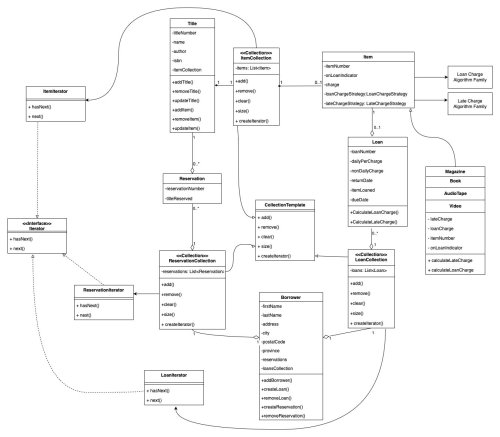 Title
-titleNumber
-name
-author
-isbn
-itemCollection
+addTitle()
+removeTitle()
+updateTitle()
+addItem()
+removeItem()
+updateItem()
<<Collection>>
ItemCollection
-items: List<Item>
+add()
+remove()
+clear()
+size()
+ createIterator()
Item
-itemNumber
-onLoanIndicator
-charge
-loanChargeStrategy:LoanChargeStrategy
-lateChargeStrategy: LateChargeStrategy
Loan Charge
Algorithm Family
Late Charge
Algorithm Family
ItemIterator
+ hasNext()
+ next()
.1
.1
1
0..1
1
0..1
1
0..*
Loan
-loanNumber
-dailyPerCharge
-nonDailyCharge
-returnDate
-itemLoaned
-dueDate
+CalculateLoanCharge()
+CalculateLateCharge()
Magazine
Book
AudioTape
Video
-lateCharge
-loanCharge
-itemNumber
-onLoanIndicator
+calculateLateCharge
+calculateLoanCharge
Reservation
-reservationNumber
-titleReserved
CollectionTemplate
+ add()
+ remove()
+ clear()
+ size()
+ createIterator()
<<Interface>>
Iterator
+ hasNext()
+ next()
0..*
0..*
<<Collection>>
ReservationCollection
-reservations: List<Reservation>
+add()
+remove()
+clear()
+size()
+ createIterator()
<<Collection>>
LoanCollection
-loans: List<Loan>
+add()
+remove()
+clear()
+size()
+ createIterator()
ReservationIterator
+ hasNext()
+ next()
Borrower
-firstName
-lastName
-address
-city
-postalCode
-province
-reservations
-loansCollection
+addBorrower()
+createLoan()
+removeLoan()
+createReservation()
+removeReservation()
1
1
1
1
LoanIterator
+ hasNext()
+ next()